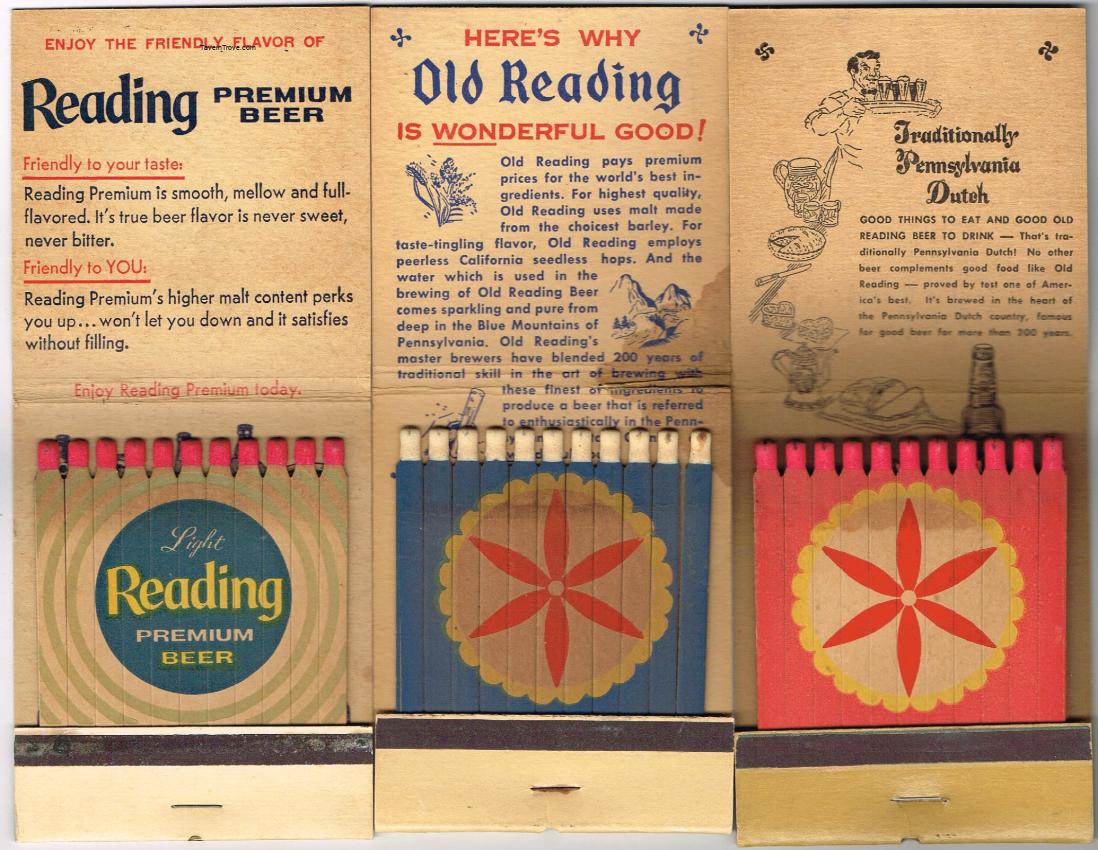 ENJOY THE FRIENDLY FLAVOR OF
TavernTrove.com
Reading PREMIUM
BEER
Friendly to your taste:
Reading Premium is smooth, mellow and full-
flavored. It's true beer flavor is never sweet,
never bitter.
Friendly to YOU:
Reading Premium's higher malt content perks
you up...won't let you down and it satisfies
without filling.
Enjoy Reading Premium today.
Light
Reading
PREMIUM
BEER
HERE'S WHY
Old Reading
IS WONDERFUL GOOD!
Old Reading pays premium
prices for the world's best in-
gredients. For highest quality,
Old Reading uses malt made
from the choicest barley. For
taste-tingling flavor, Old Reading employs
peerless California seedless hops. And the
water which is used in the
brewing of Old Reading Beer
comes sparkling and pure from
deep in the Blue Mountains of
Pennsylvania. Old Reading's
master brewers have blended 200 years of
traditional skill in the art of brewing with
these finest of ingredients to
produce a beer that is referred
to enthusiastically in the Penn-
Traditionally
Pennsylvania
Dutch
GOOD THINGS TO EAT AND GOOD OLD
READING BEER TO DRINK — That's tra-
ditionally Pennsylvania Dutch! No other
beer complements good food like Old
Reading — proved by test one of Amer-
ica's best. It's brewed in the heart of
the Pennsylvania Dutch country, famous
for good beer for more than 200 years.